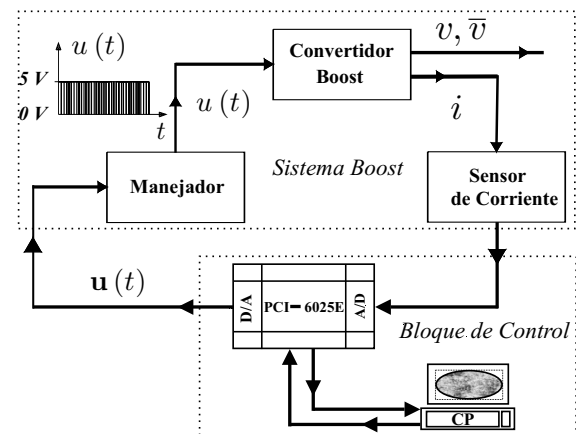 u (t)
5 V
0 V
t
u (t)
Convertidor
Boost
v, v̅
i
Sistema Boost
Manejador
Sensor
de Corriente
u (t)
D/A
PCI- 6025E
A/D
Bloque de Control
CP